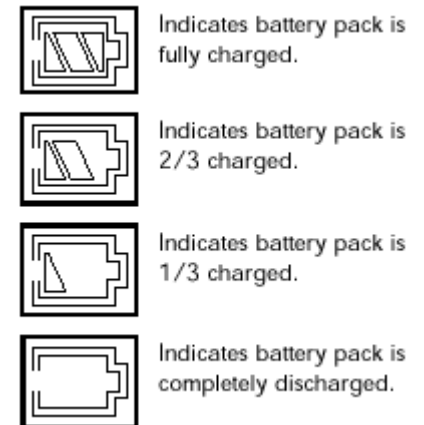 Indicates battery pack is
fully charged.
Indicates battery pack is
2/3 charged.
Indicates battery pack is
1/3 charged.
Indicates battery pack is
completely discharged.